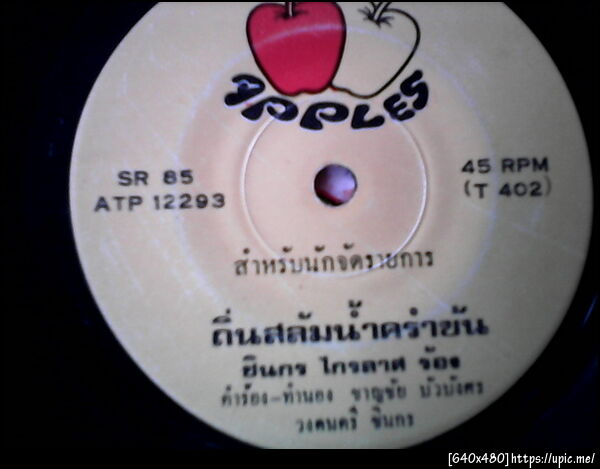 APPLES
SR 85
ATP 12293
45 RPM
(T 402)
สำหรับนักจัดรายการ
ถิ่นสลัมน้ำคร่ำข้น
ชินกร ไกรลาศ ร้อง
คำร้อง-ทำนอง ชาญชัย บัวบังศร
วงดนตรี ชินกร
[640x480]https://upic.me/